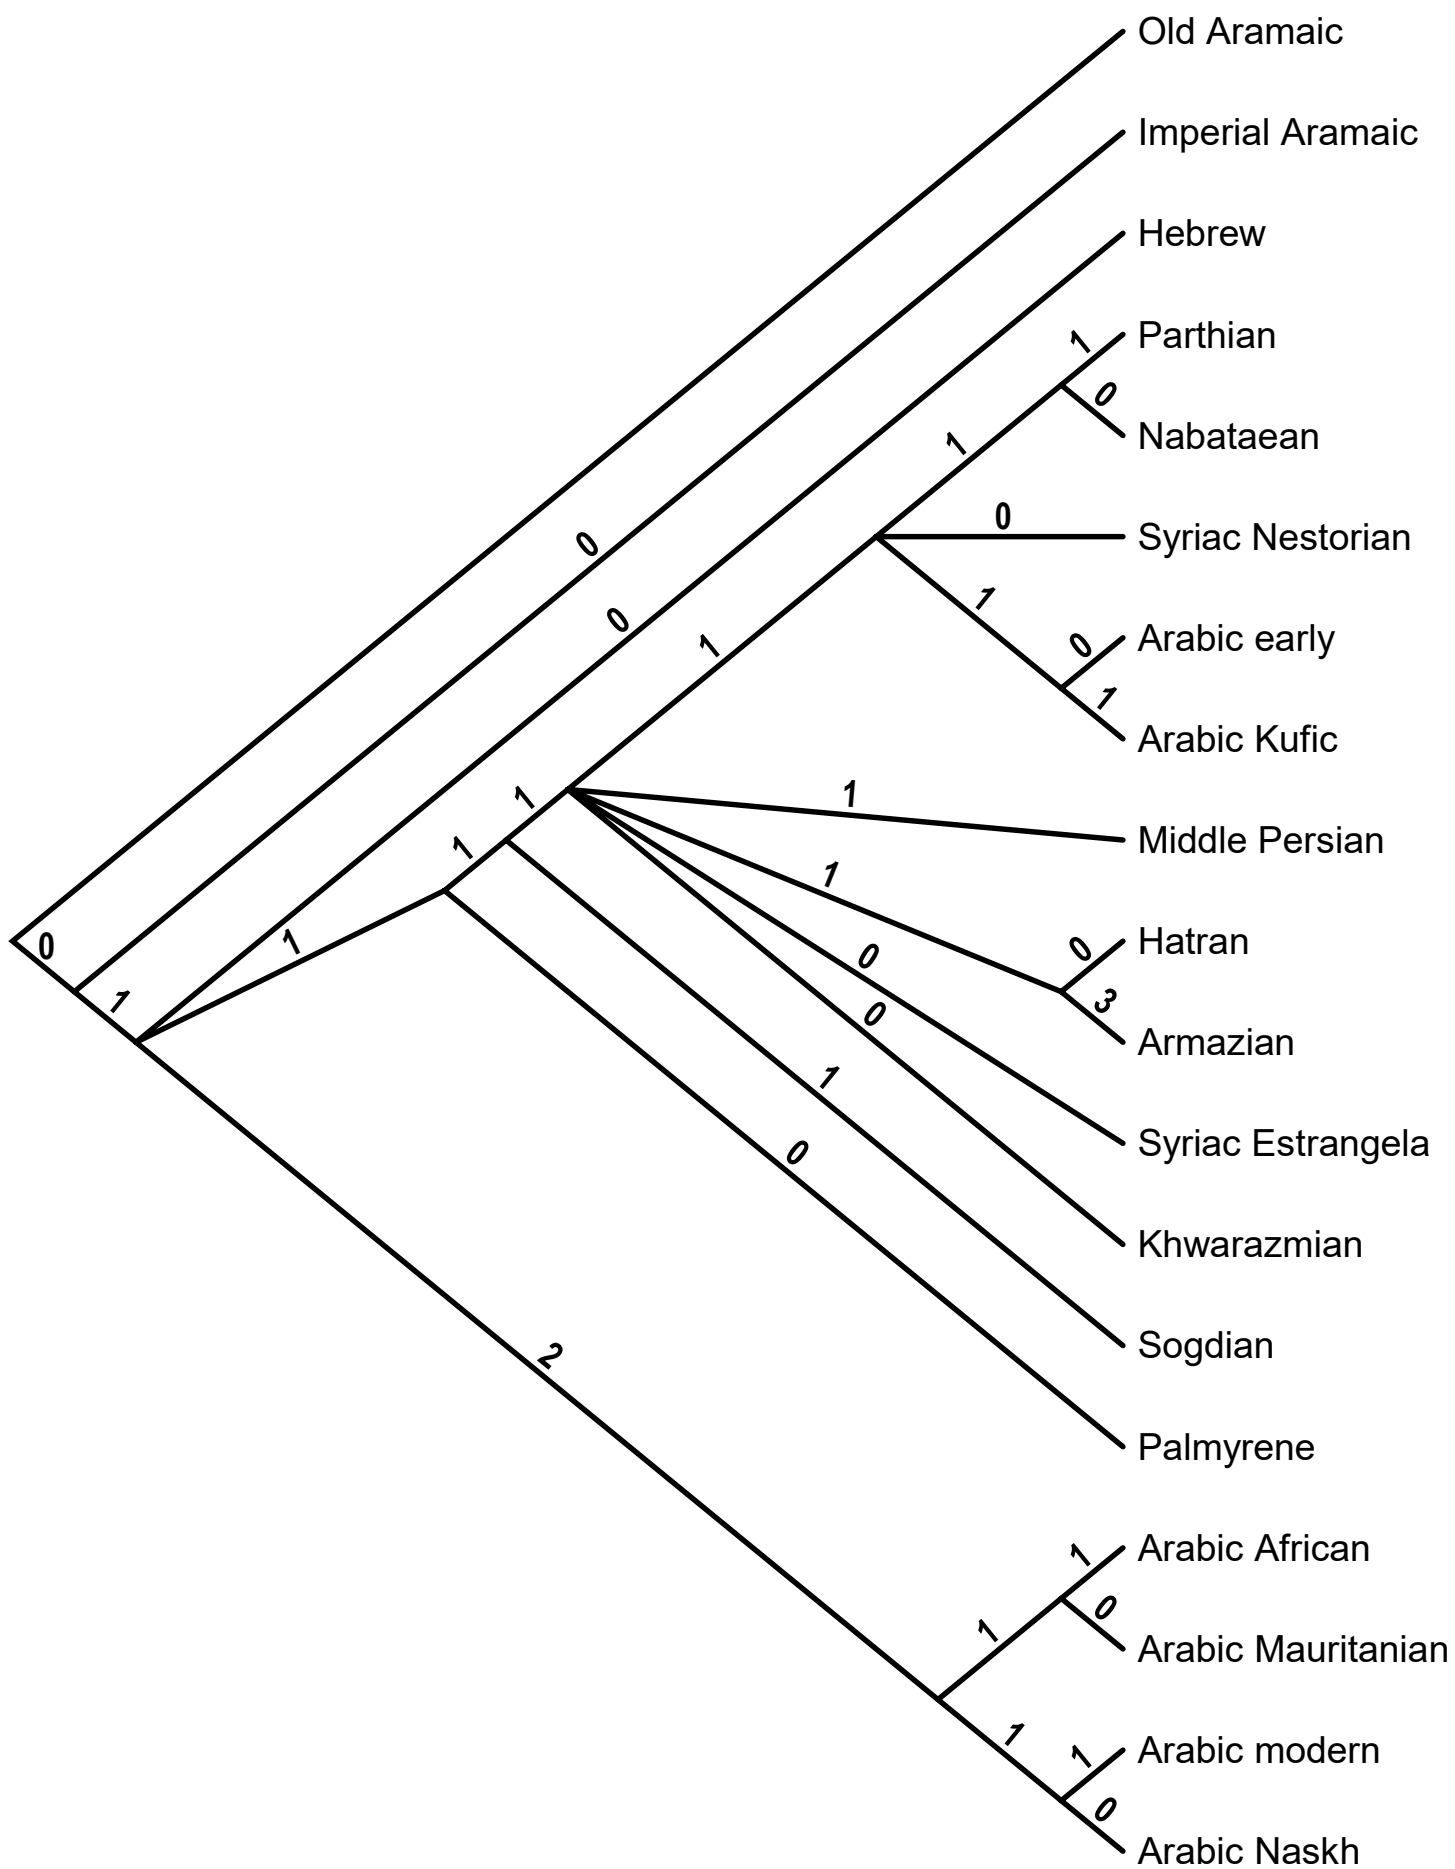 Old Aramaic
Imperial Aramaic
Hebrew
1 Parthian
0 Nabataean
1
0 Syriac Nestorian
0
1
0 Arabic early
0
1
1 Arabic Kufic
1
1 Middle Persian
1
1
0 Hatran
0
1
0
3 Armazian
1
0
1
Syriac Estrangela
0
Khwarazmian
2
Sogdian
Palmyrene
1 Arabic African
0
1
Arabic Mauritanian
1
1 Arabic modern
0
Arabic Naskh